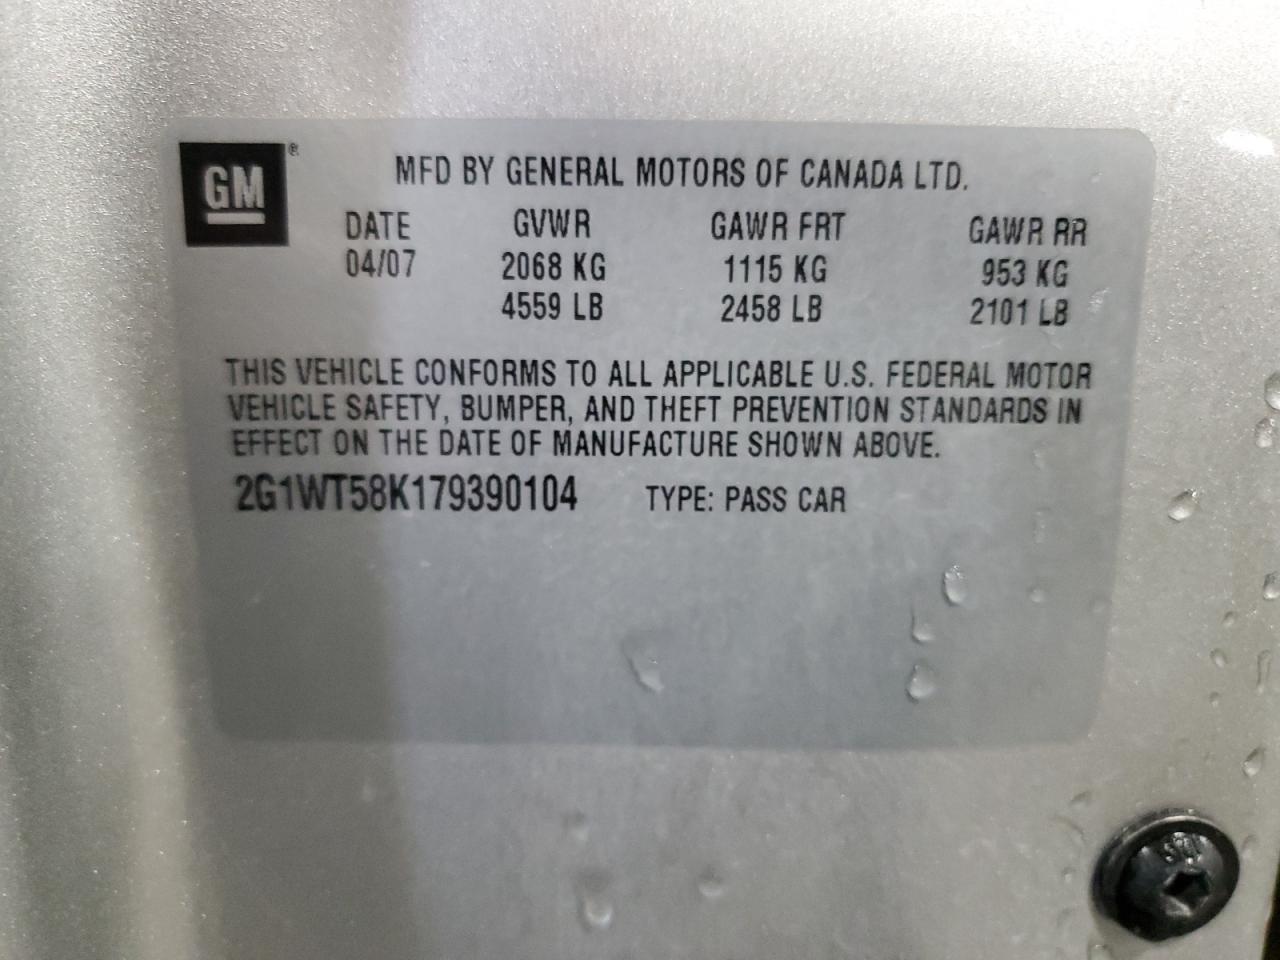 GM®
MFD BY GENERAL MOTORS OF CANADA LTD.
DATE GVWR GAWR FRT GAWR RR
04/07 2068 KG 1115 KG 953 KG
4559 LB 2458 LB 2101 LB
THIS VEHICLE CONFORMS TO ALL APPLICABLE U.S. FEDERAL MOTOR
VEHICLE SAFETY, BUMPER, AND THEFT PREVENTION STANDARDS IN
EFFECT ON THE DATE OF MANUFACTURE SHOWN ABOVE.
2G1WT58K179390104 TYPE: PASS CAR